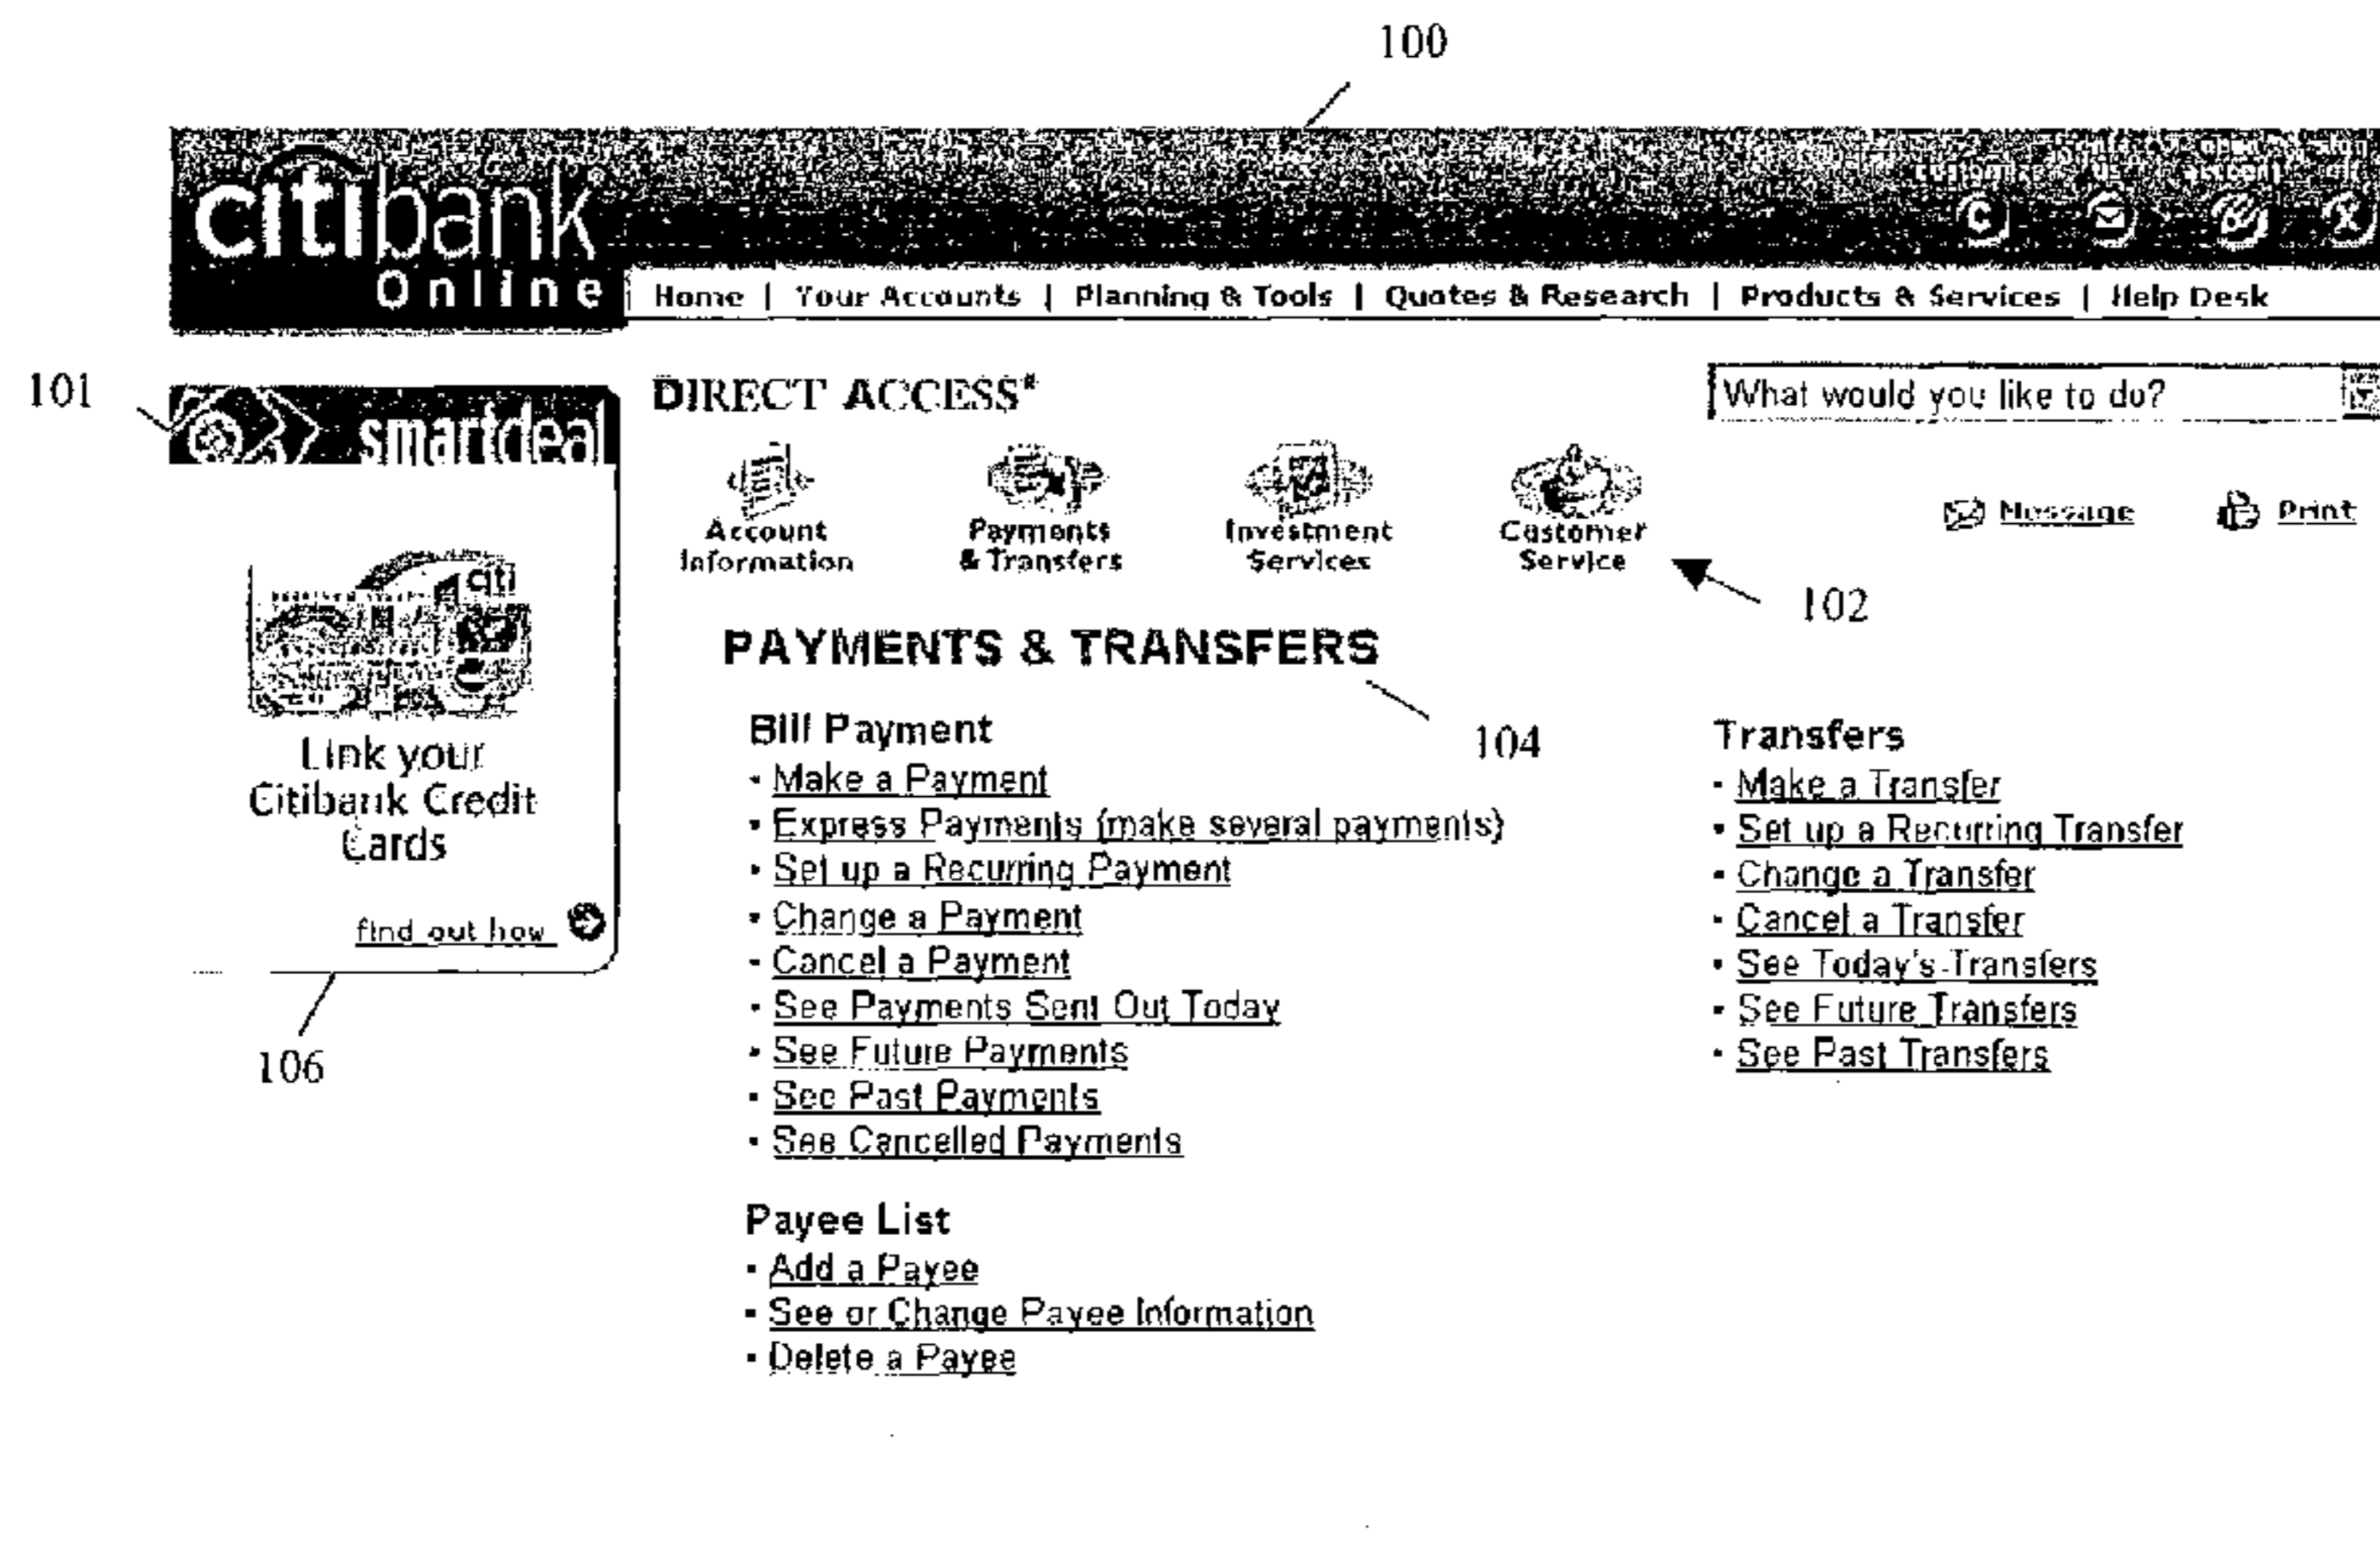 100
citibank®
Online
Home | Your Accounts | Planning & Tools | Quotes & Research | Products & Services | Help Desk
101
smartdeal
DIRECT ACCESS®
What would you like to do?
Account
Information
Payments
& Transfers
Investment
Services
Customer
Service
Message
Print
102
citi
Link your
Citibank Credit
Cards
find out how
106
PAYMENTS & TRANSFERS
104
Bill Payment
- Make a Payment
- Express Payments (make several payments)
- Set up a Recurring Payment
- Change a Payment
- Cancel a Payment
- See Payments Sent Out Today
- See Future Payments
- See Past Payments
- See Cancelled Payments
Payee List
- Add a Payee
- See or Change Payee Information
- Delete a Payee
Transfers
- Make a Transfer
- Set up a Recurring Transfer
- Change a Transfer
- Cancel a Transfer
- See Today's Transfers
- See Future Transfers
- See Past Transfers